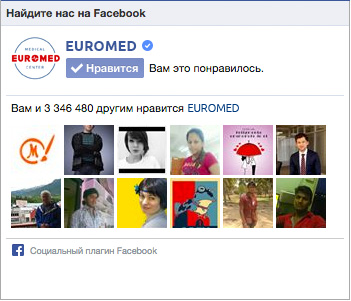 Найдите нас на Facebook
MEDICAL
EUROMED
CENTER
EUROMED
Нравится Вам это понравилось.
Вам и 3 346 480 другим нравится EUROMED
Социальный плагин Facebook